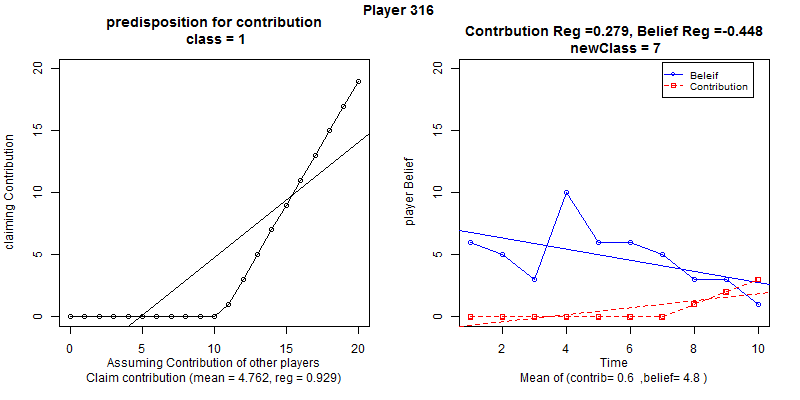 Player 316
predisposition for contribution
class = 1
claiming Contribution
0
5
10
15
20
0
5
10
15
20
Assuming Contribution of other players
Claim contribution (mean = 4.762, reg = 0.929)
Contrbution Reg =0.279, Belief Reg =-0.448
newClass = 7
Beleif
Contribution
player Belief
0
5
10
15
20
2
4
6
8
10
Time
Mean of (contrib= 0.6 ,belief= 4.8 )